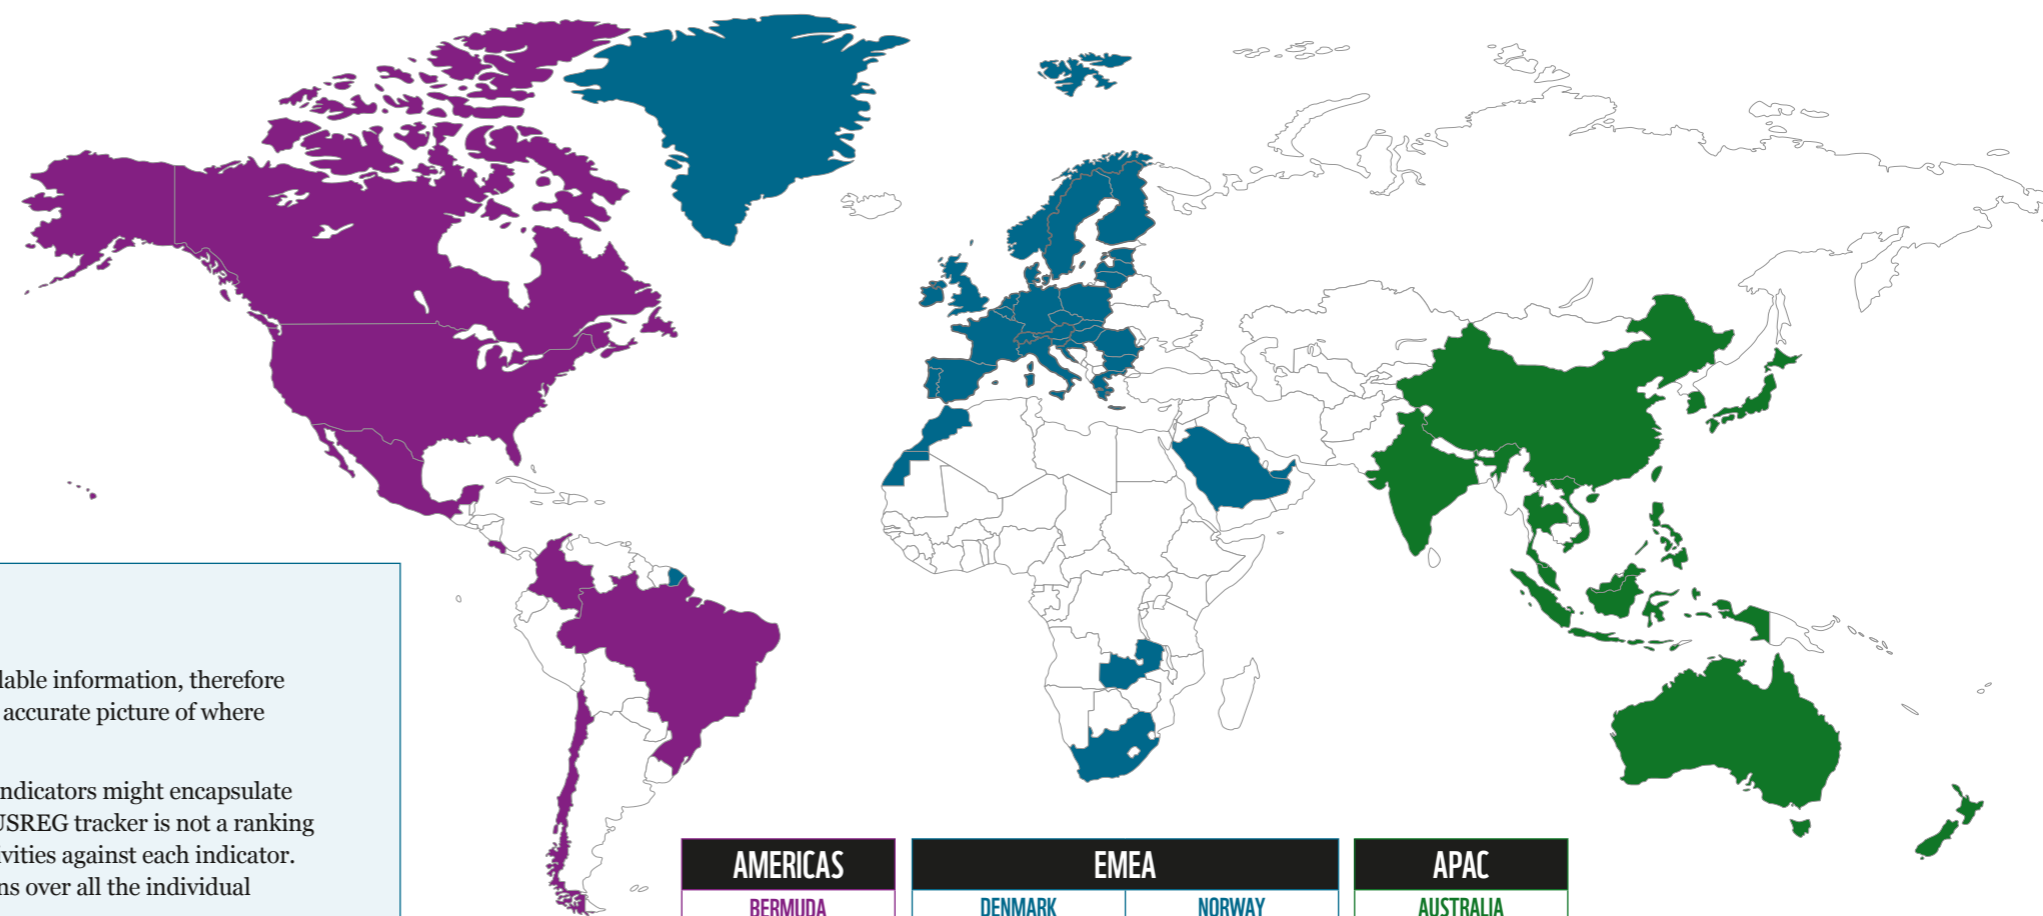 lable information, therefore
accurate picture of where
ndicators might encapsulate
USREG tracker is not a ranking
ivities against each indicator.
ns over all the individual
AMERICAS
BERMUDA
EMEA
DENMARK
NORWAY
APAC
AUSTRALIA